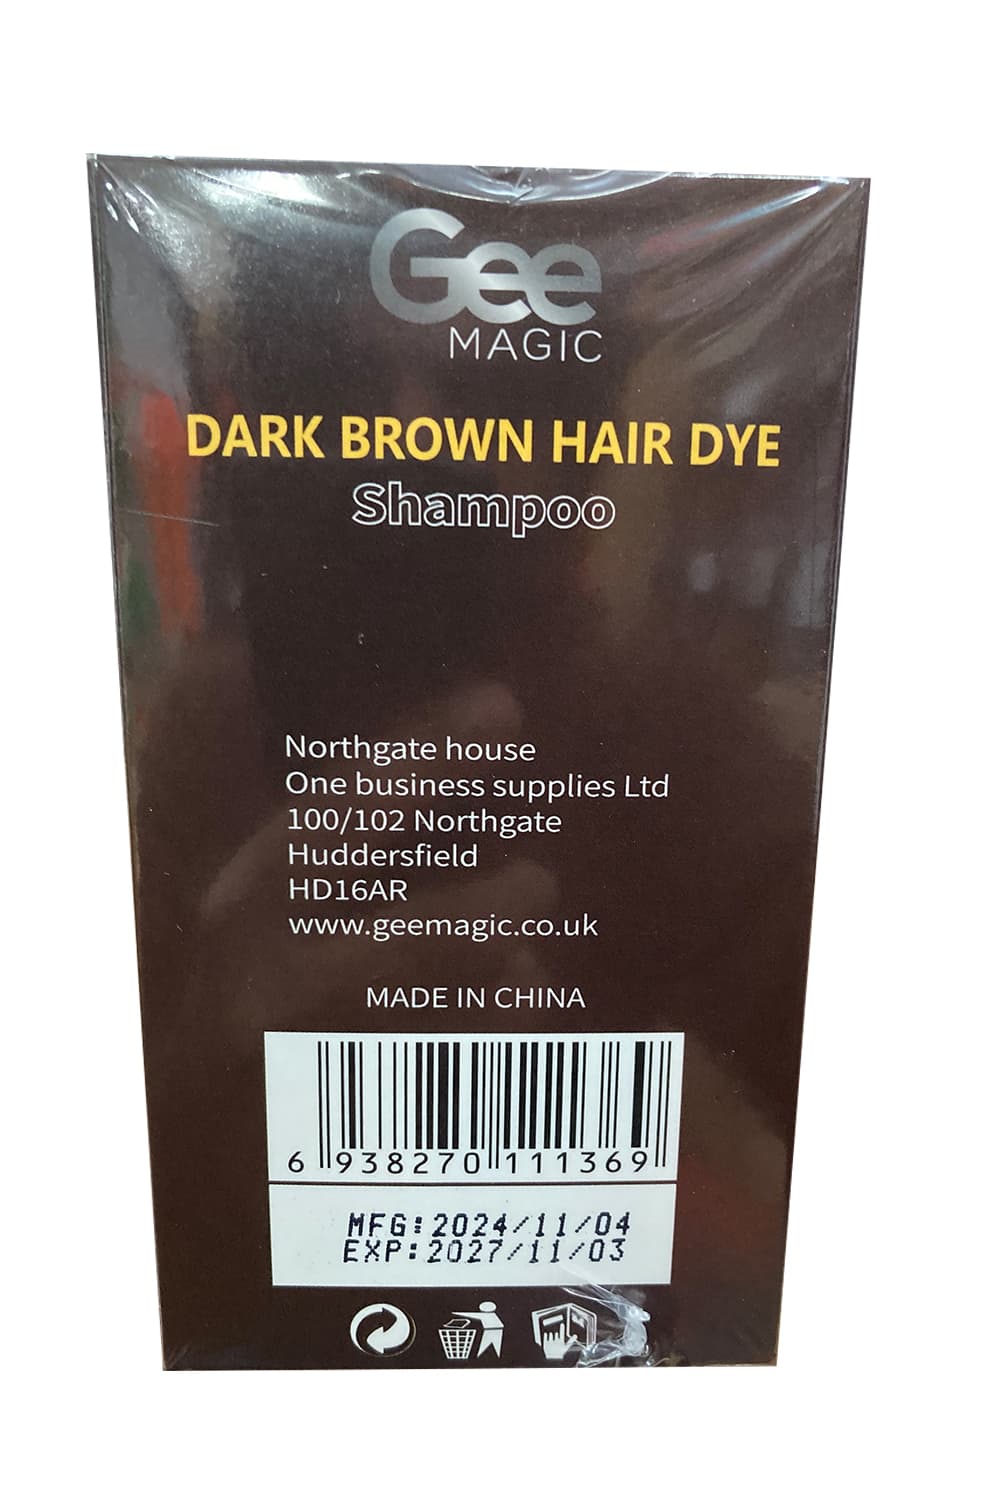 Gee
MAGIC
DARK BROWN HAIR DYE
Shampoo
Northgate house
One business supplies Ltd
100/102 Northgate
Huddersfield
HD16AR
www.geemagic.co.uk
MADE IN CHINA
6 938270 111369
MFG:2024/11/04
EXP:2027/11/03